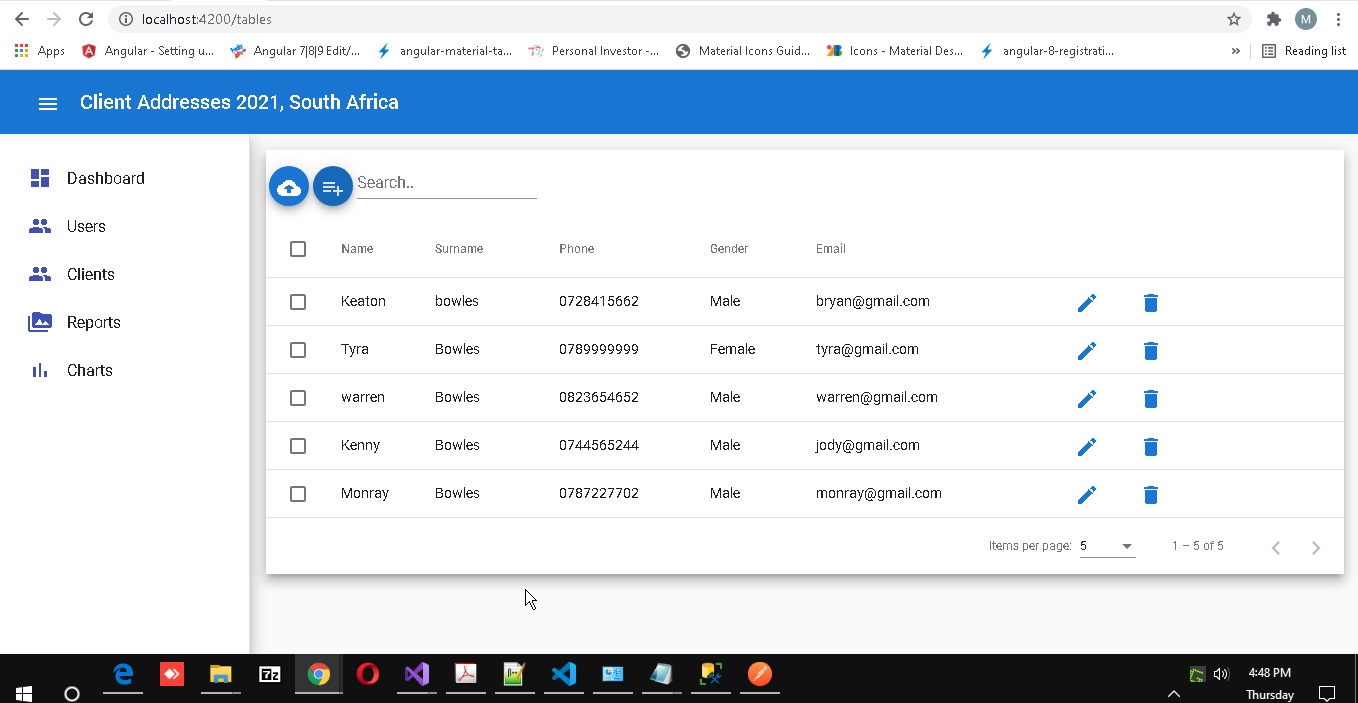 localhost:4200/tables
M
Apps Angular - Setting u... Angular 7|8|9 Edit/... angular-material-ta... Personal Investor -... Material Icons Guid... Icons - Material Des... angular-8-registrati... » Reading list
Client Addresses 2021, South Africa
Dashboard
Users
Clients
Reports
Charts
Search..
Name Surname Phone Gender Email
Keaton bowles 0728415662 Male bryan@gmail.com
Tyra Bowles 0789999999 Female tyra@gmail.com
warren Bowles 0823654652 Male warren@gmail.com
Kenny Bowles 0744565244 Male jody@gmail.com
Monray Bowles 0787227702 Male monray@gmail.com
Items per page: 5 1 – 5 of 5
7z
4:48 PM
Thursday